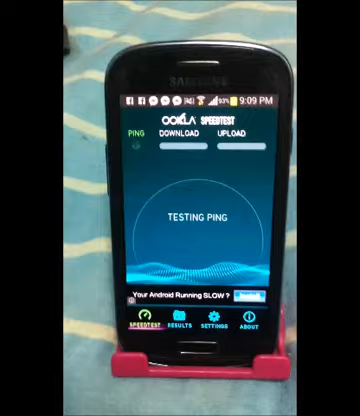 SAMSUNG
93% 9:09 PM
OOKLA SPEEDTEST
PING DOWNLOAD UPLOAD
TESTING PING
Your Android Running SLOW ?
SPEEDTEST RESULTS SETTINGS ABOUT